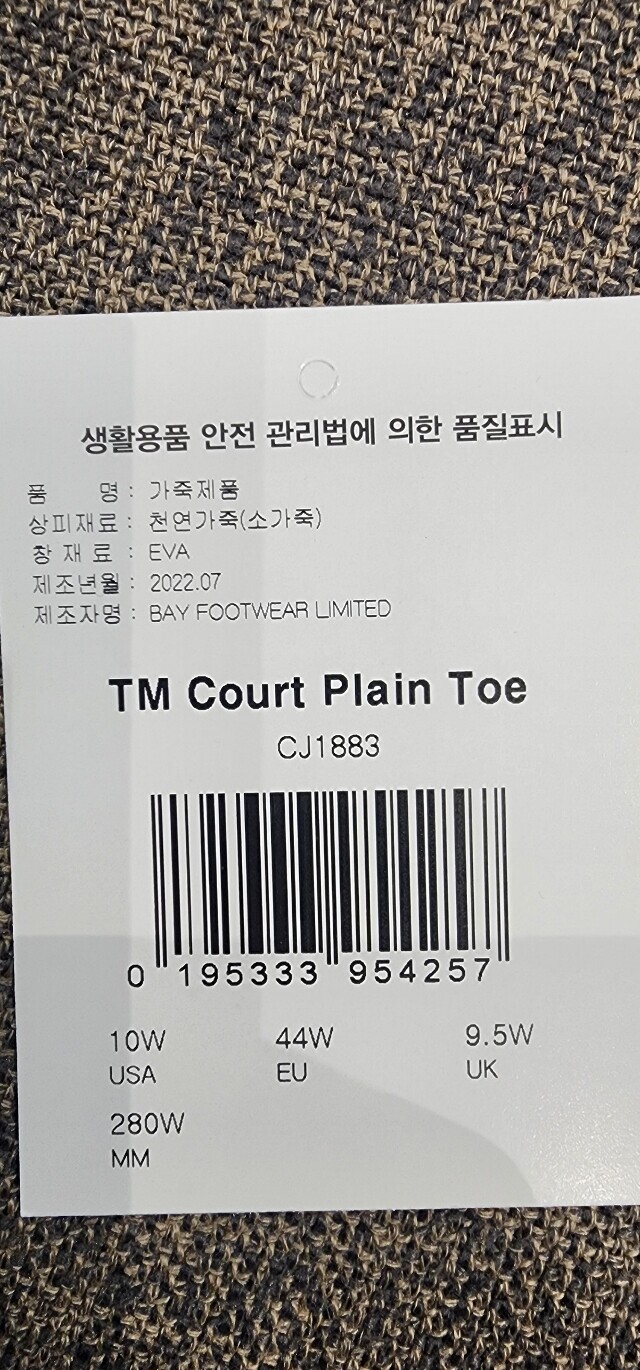 생활용품 안전 관리법에 의한 품질표시
품 명 : 가죽제품
상피재료 : 천연가죽(소가죽)
창 재 료 : EVA
제조년월 : 2022.07
제조자명 : BAY FOOTWEAR LIMITED
TM Court Plain Toe
CJ1883
0 195333 954257
10W 44W 9.5W
USA EU UK
280W
MM